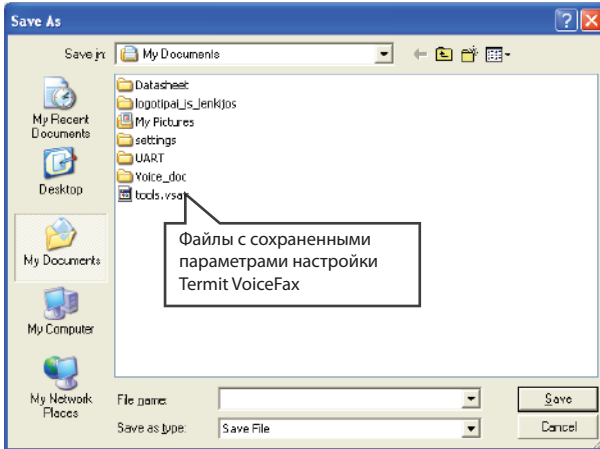 Save As
Save in:
My Documents
Datasheet
logotipai_is_lenkijos
My Pictures
settings
UART
Voice_doc
tools.vsav
My Recent
Documents
Desktop
My Documents
My Computer
My Network
Places
Файлы с сохраненными
параметрами настройки
Termit VoiceFax
File name:
Save
Save as type:
Save File
Cancel